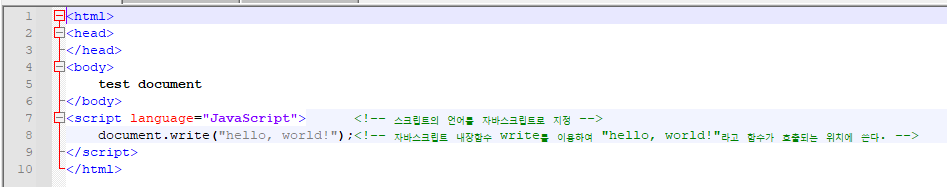 1 <html>
2 <head>
3 </head>
4 <body>
5 test document
6 </body>
7 <script language="JavaScript"> <!-- 스크립트의 언어를 자바스크립트로 지정 -->
8 document.write("hello, world!");<!-- 자바스크립트 내장함수 write를 이용하여 "hello, world!"라고 함수가 호출되는 위치에 쓴다. -->
9 </script>
10 </html>